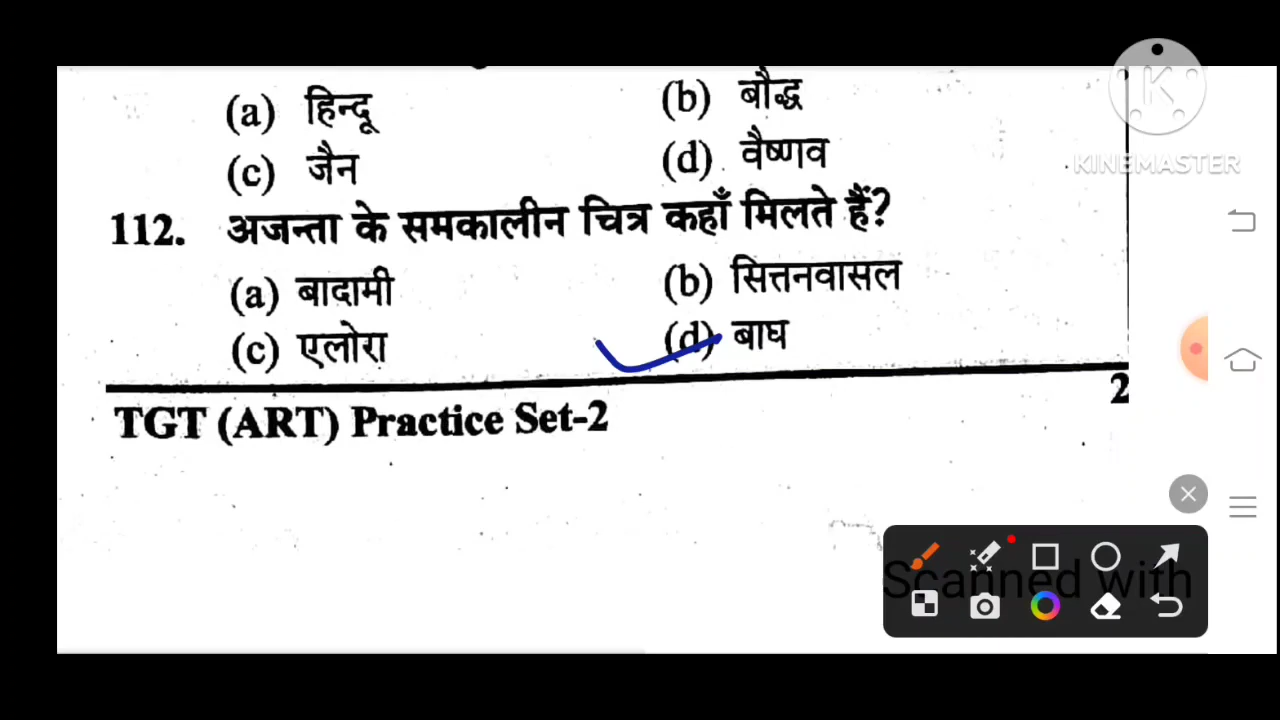 (a) हिन्दू (b) बौद्ध
(c) जैन (d) वैष्णव
112. अजन्ता के समकालीन चित्र कहाँ मिलते हैं?
(a) बादामी (b) सित्तनवासल
(c) एलोरा (d) बाघ
2
TGT (ART) Practice Set-2
Scanned with
K
KINEMASTER